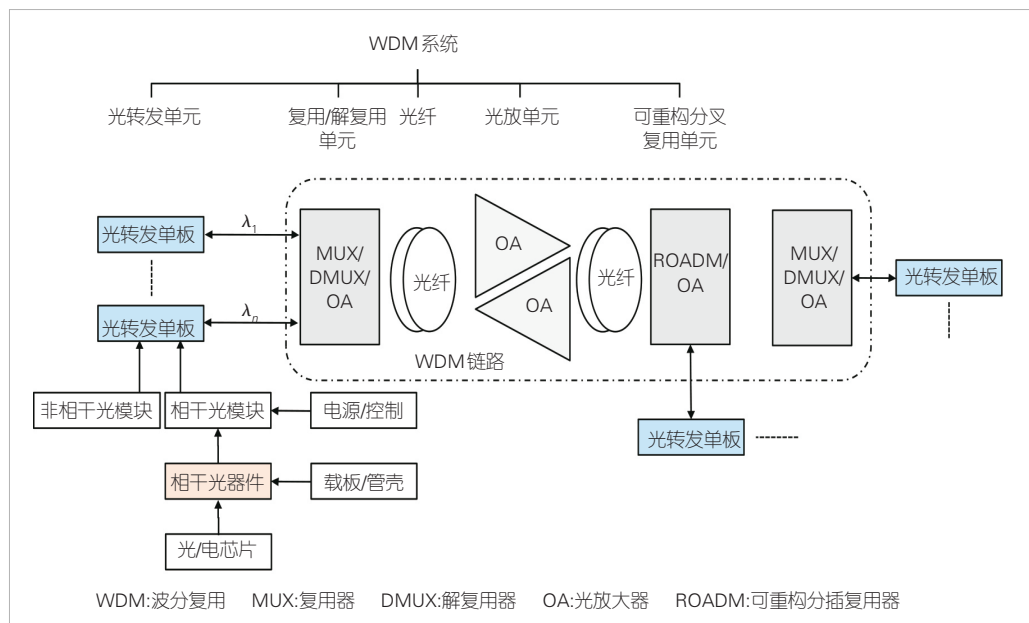 WDM 系统
光转发单元
复用/解复用
单元
光纤
光放单元
可重构分叉
复用单元
光转发单板
λ1
MUX/
DMUX/
OA
光纤
OA
OA
光纤
ROADM/
OA
MUX/
DMUX/
OA
光转发单板
光转发单板
λn
WDM 链路
非相干光模块
相干光模块
电源/控制
光转发单板
相干光器件
载板/管壳
光/电芯片
WDM:波分复用 MUX:复用器 DMUX:解复用器 OA:光放大器 ROADM:可重构分插复用器